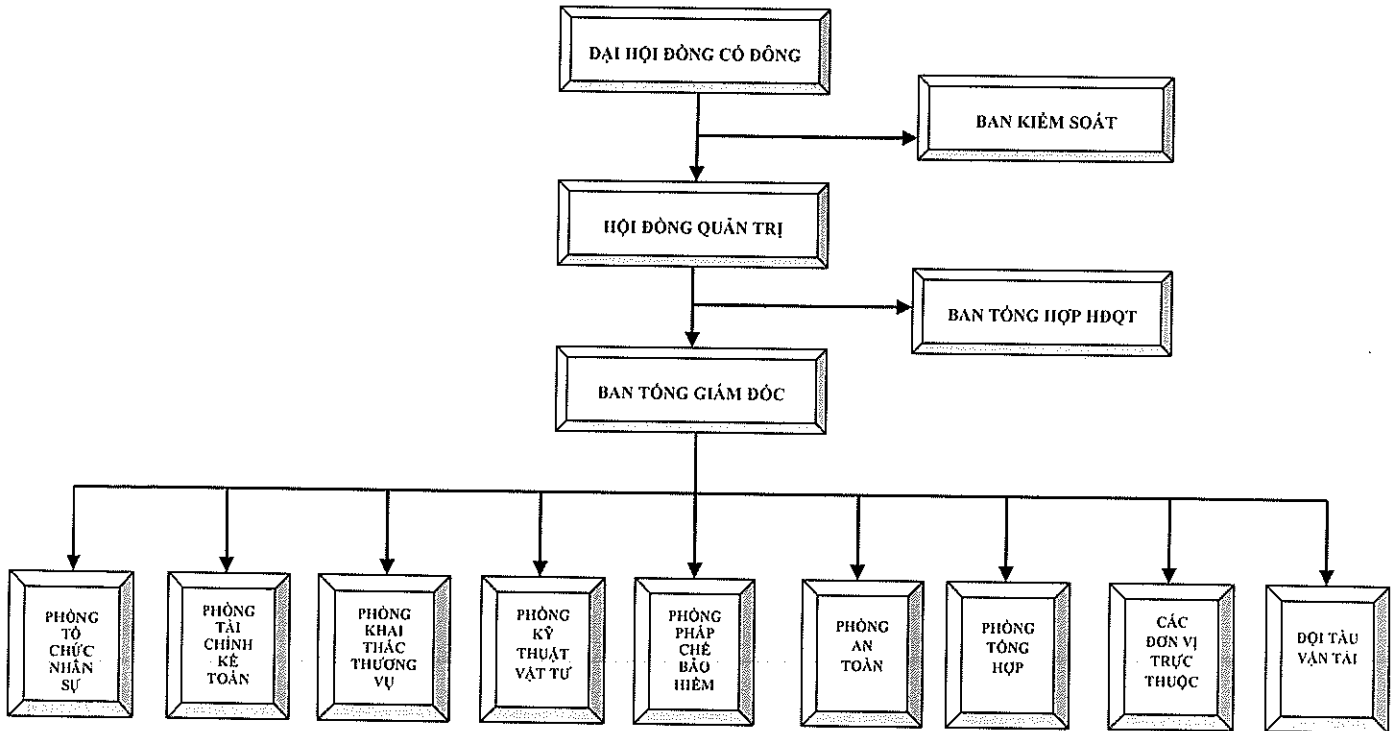 ĐẠI HỘI ĐỒNG CỔ ĐÔNG
BAN KIỂM SOÁT
HỘI ĐỒNG QUẢN TRỊ
BAN TỔNG HỢP HĐQT
BAN TỔNG GIÁM ĐỐC
PHÒNG
TỔ
CHỨC
NHÂN
SỰ
PHÒNG
TÀI
CHÍNH
KẾ
TOÁN
PHÒNG
KHAI
THÁC
THƯƠNG
VỤ
PHÒNG
KỸ
THUẬT
VẬT TƯ
PHÒNG
PHÁP
CHẾ
BẢO
HIỂM
PHÒNG
AN
TOÀN
PHÒNG
TỔNG
HỢP
CÁC
ĐƠN VỊ
TRỰC
THUỘC
ĐỘI TÀU
VẬN TẢI